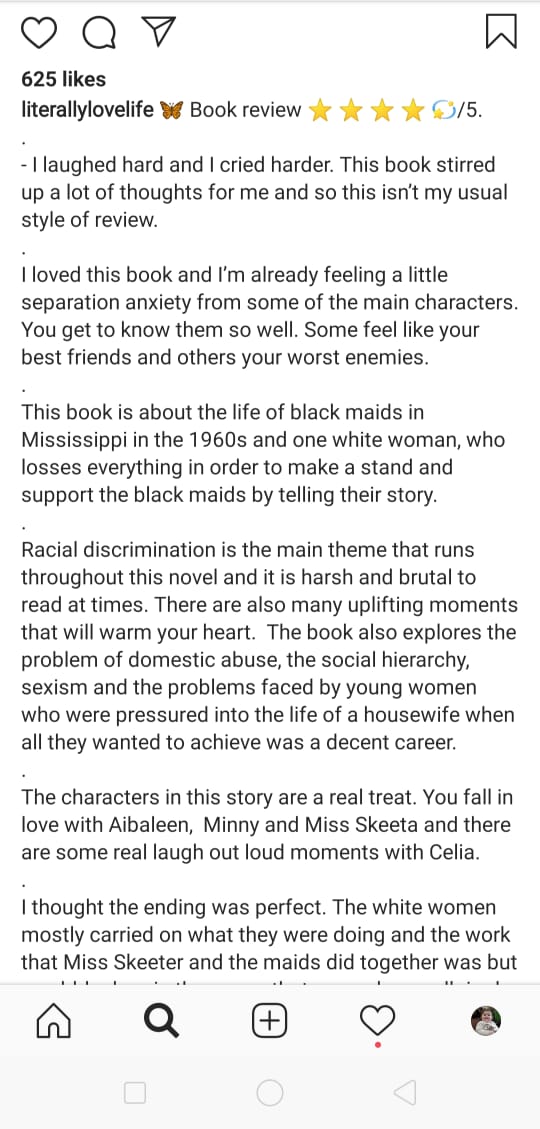 625 likes
literallylovelife 🦋 Book review ⭐ ⭐ ⭐ ⭐ 💫/5.
.
- I laughed hard and I cried harder. This book stirred
up a lot of thoughts for me and so this isn’t my usual
style of review.
.
I loved this book and I’m already feeling a little
separation anxiety from some of the main characters.
You get to know them so well. Some feel like your
best friends and others your worst enemies.
.
This book is about the life of black maids in
Mississippi in the 1960s and one white woman, who
losses everything in order to make a stand and
support the black maids by telling their story.
.
Racial discrimination is the main theme that runs
throughout this novel and it is harsh and brutal to
read at times. There are also many uplifting moments
that will warm your heart.  The book also explores the
problem of domestic abuse, the social hierarchy,
sexism and the problems faced by young women
who were pressured into the life of a housewife when
all they wanted to achieve was a decent career.
.
The characters in this story are a real treat. You fall in
love with Aibaleen,  Minny and Miss Skeeta and there
are some real laugh out loud moments with Celia.
.
I thought the ending was perfect. The white women
mostly carried on what they were doing and the work
that Miss Skeeter and the maids did together was but